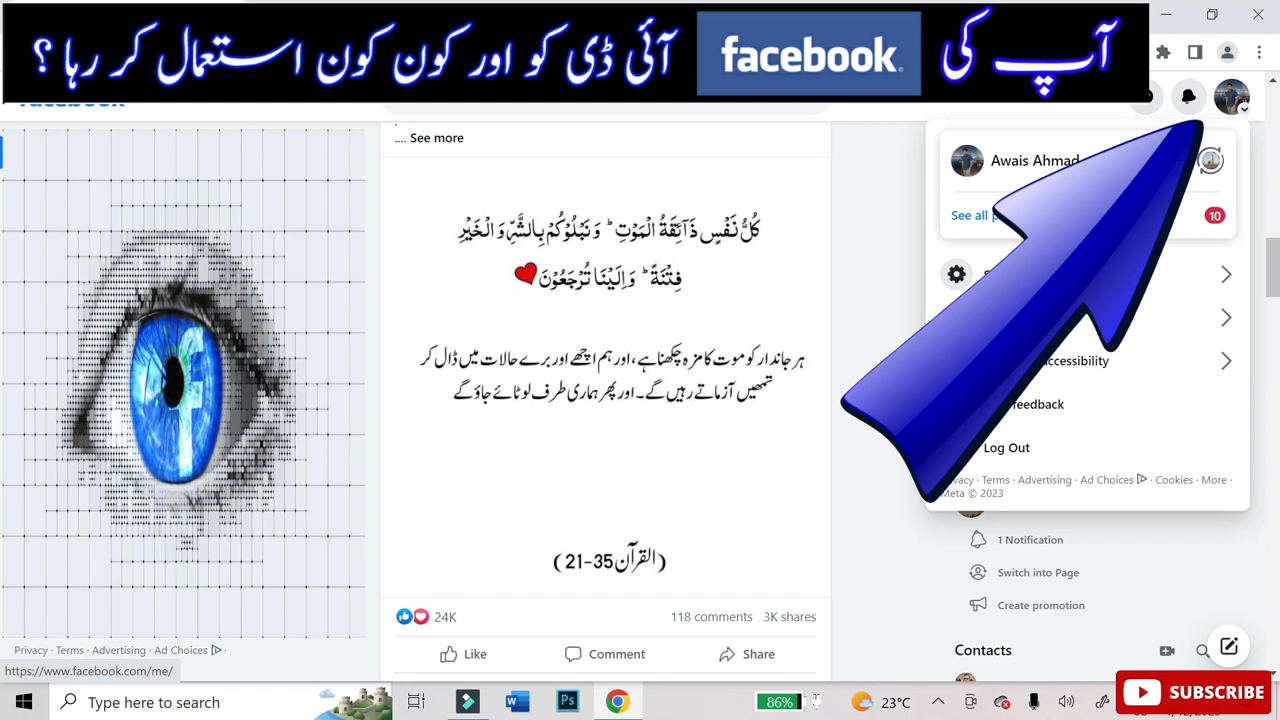 آپ کی facebook آئی ڈی کو اور کون کون استعمال کر رہا ؟
.... See more
Awais Ahmad
کُلُّ نَفۡسٍ ذَآئِقَةُ الۡمَوۡتِ ؕ وَ نَبۡلُوۡكُمۡ بِالشَّرِّ وَ الۡخَيۡرِ
فِتۡنَةً ؕ وَ اِلَيۡنَا تُرۡجَعُوۡنَ
See all
10
ہر جاندار کو موت کا مزہ چکھنا ہے، اور ہم اچھے اور برے حالات میں ڈال کر
تمھیں آزماتے رہیں گے۔ اور پھر ہماری طرف لوٹائے جاؤ گے
feedback
Log Out
Privacy · Terms · Advertising · Ad Choices · Cookies · More ·
Meta © 2023
(القرآن 35-21)
1 Notification
Switch into Page
Create promotion
24K
118 comments 3K shares
Like Comment Share
Contacts
Privacy · Terms · Advertising · Ad Choices ·
https://www.facebook.com/me/
Type here to search
86%
23°C
SUBSCRIBE